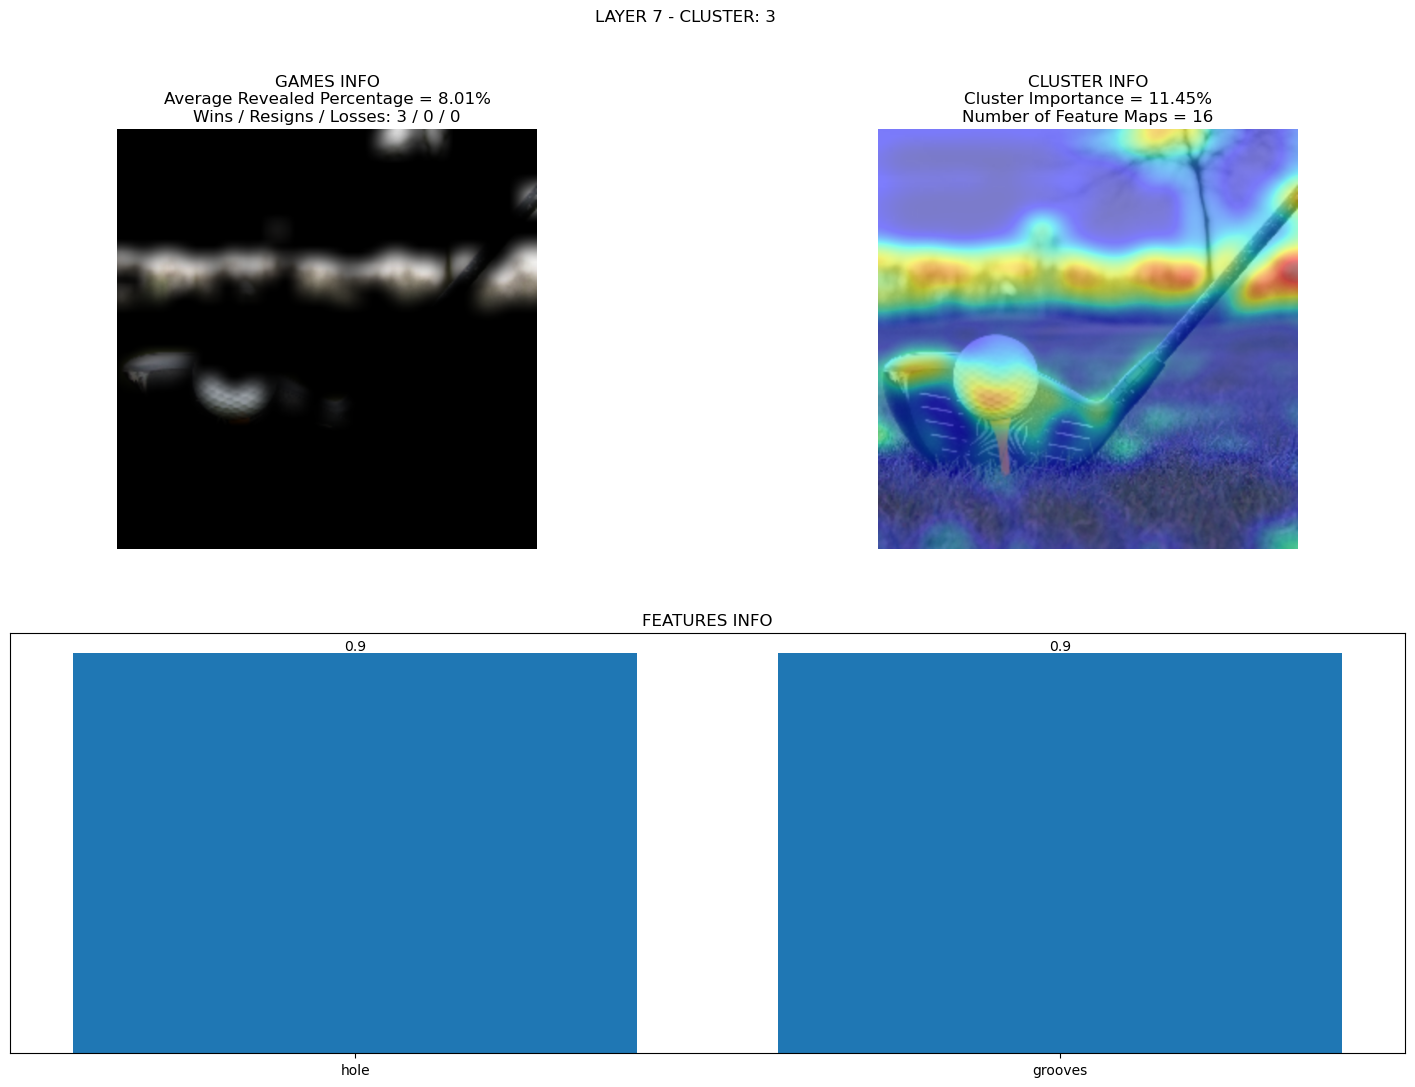 LAYER 7 - CLUSTER: 3
GAMES INFO
Average Revealed Percentage = 8.01%
Wins / Resigns / Losses: 3 / 0 / 0
CLUSTER INFO
Cluster Importance = 11.45%
Number of Feature Maps = 16
FEATURES INFO
0.9
0.9
hole
grooves